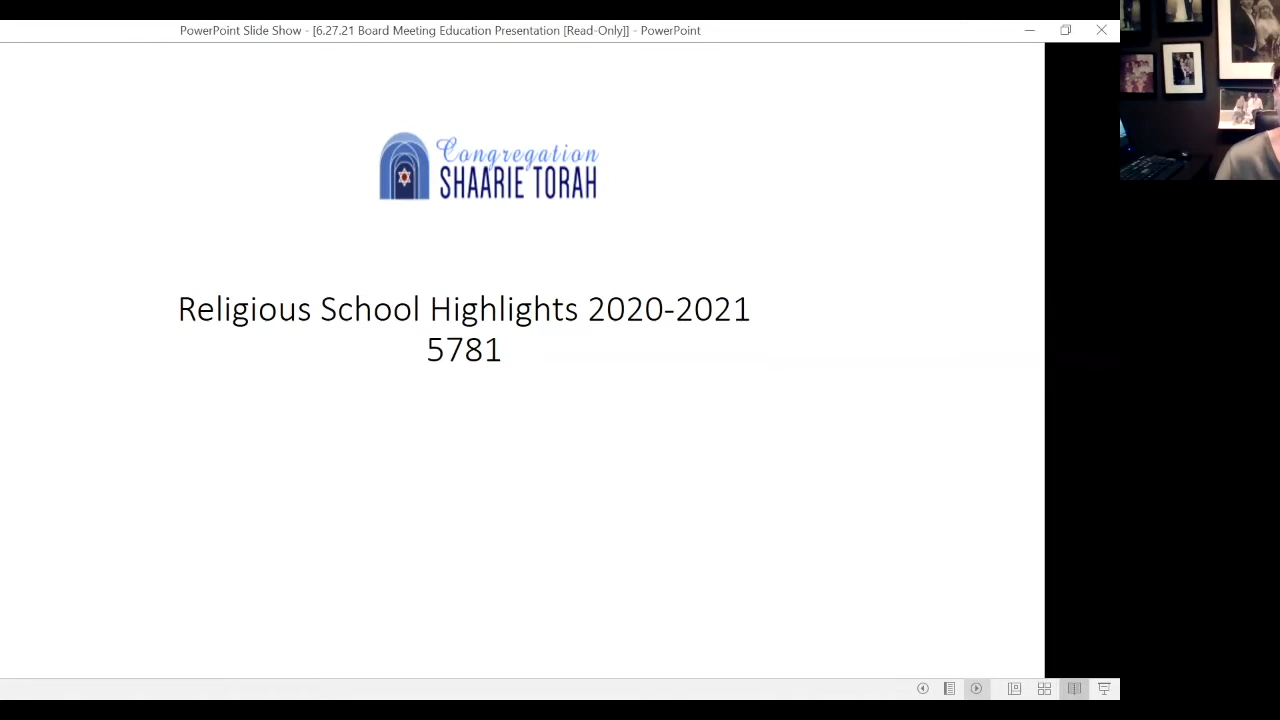 PowerPoint Slide Show - [6.27.21 Board Meeting Education Presentation [Read-Only]] - PowerPoint
Congregation
SHAARIE TORAH
Religious School Highlights 2020-2021
5781